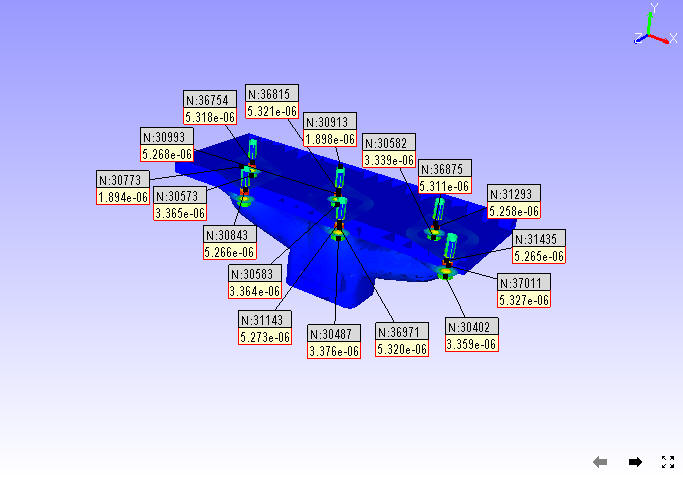 Y
Z
X
N:36815
5.321e-06
N:36754
5.318e-06
N:30913
1.898e-06
N:30993
5.268e-06
N:30582
3.339e-06
N:36875
5.311e-06
N:30773
1.894e-06
N:30573
3.365e-06
N:31293
5.258e-06
N:30843
5.266e-06
N:31435
5.265e-06
N:30583
3.364e-06
N:37011
5.327e-06
N:31143
5.273e-06
N:30487
3.376e-06
N:36971
5.320e-06
N:30402
3.359e-06